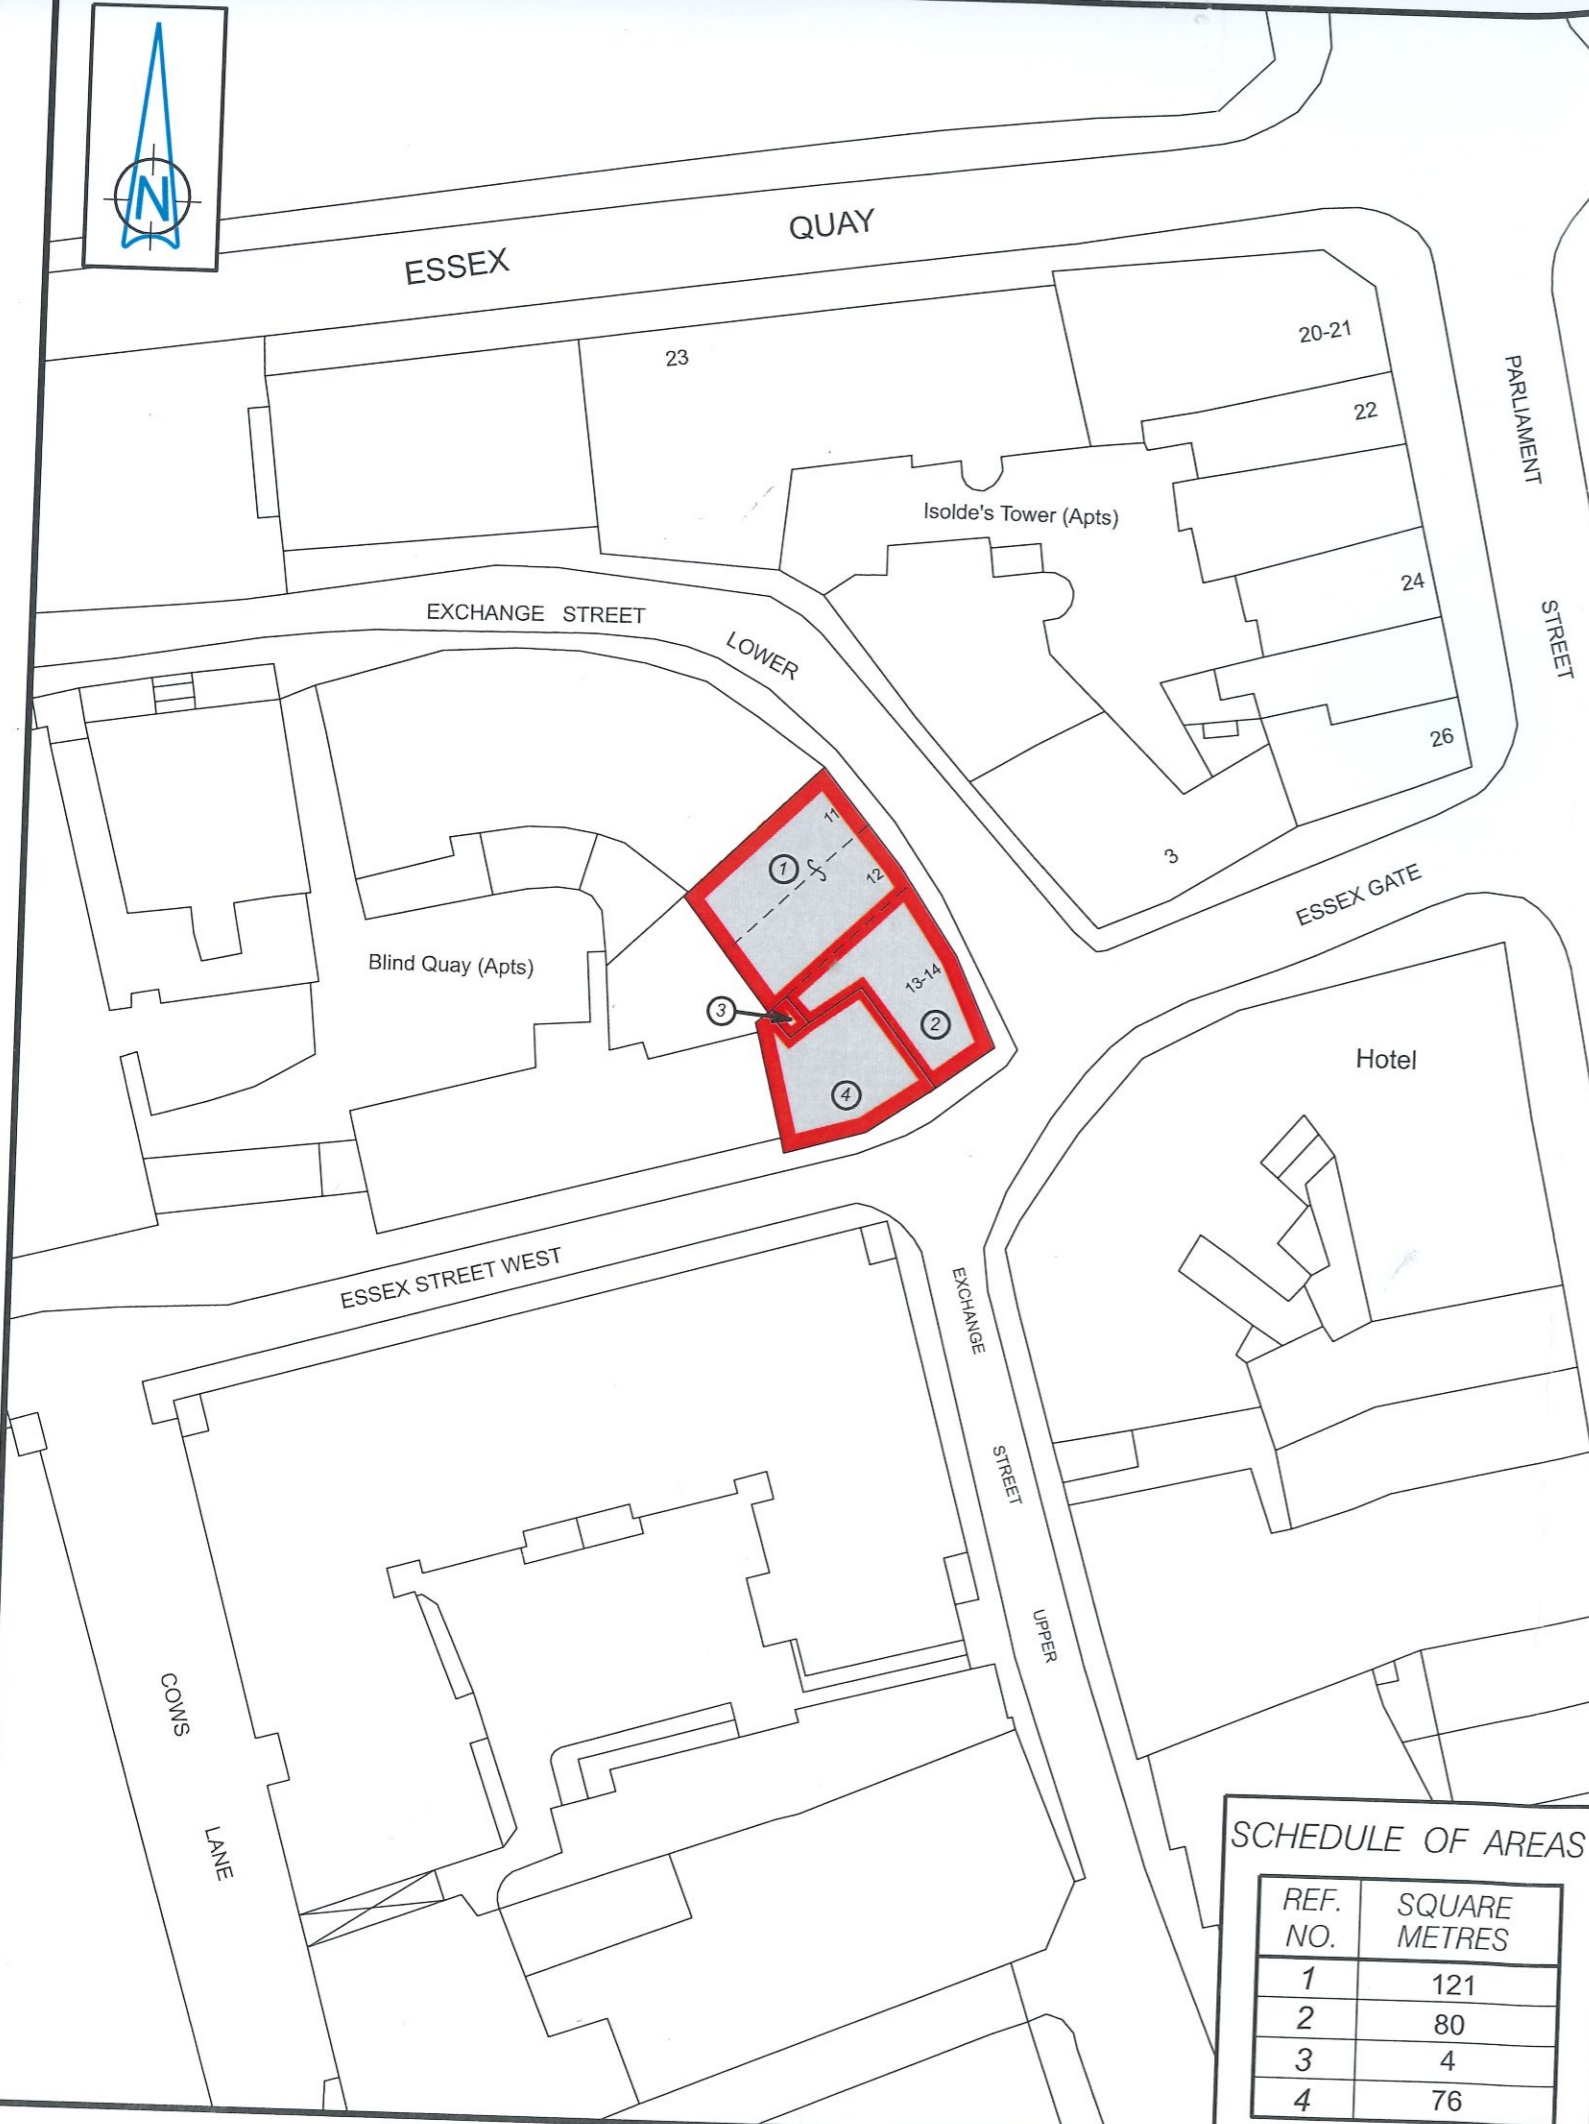 N
ESSEX QUAY
23
20-21
22
PARLIAMENT STREET
Isolde's Tower (Apts)
24
EXCHANGE STREET LOWER
26
11
1
12
3
ESSEX GATE
Blind Quay (Apts)
13-14
3
2
Hotel
4
ESSEX STREET WEST
EXCHANGE STREET UPPER
COWS LANE
SCHEDULE OF AREAS
REF. NO. SQUARE METRES
1 121
2 80
3 4
4 76